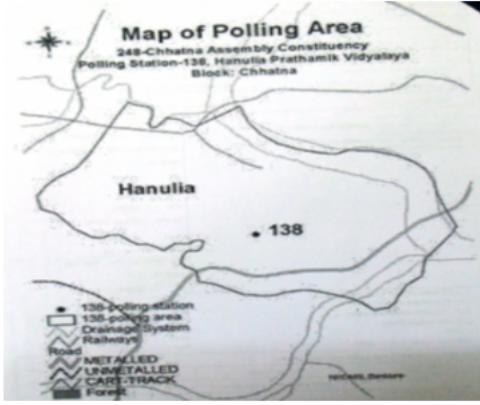 Map of Polling Area
248-Chhatna Assembly Constituency
Polling Station-138, Hanulia Prathamik Vidyalaya
Block: Chhatna
Hanulia
138
138-polling station
138-polling area
Drainage System
Railways
Road
METALLED
UNMETALLED
CART-TRACK
Forest